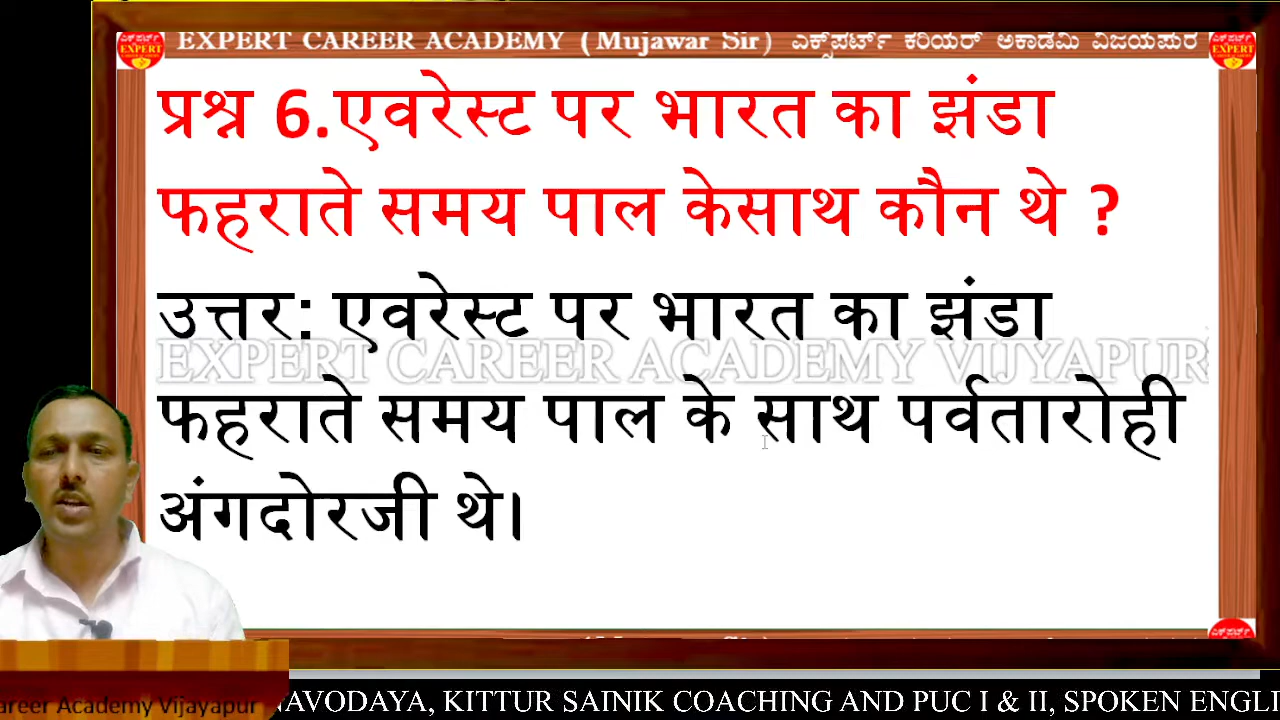 EXPERT CAREER ACADEMY (Mujawar Sir) ಎಕ್ಸ್‌ಪರ್ಟ್ ಕರಿಯರ್ ಅಕಾಡೆಮಿ ವಿಜಯಪುರ
EXPERT
प्रश्न 6.एवरेस्ट पर भारत का झंडा
फहराते समय पाल केसाथ कौन थे ?
उत्तर: एवरेस्ट पर भारत का झंडा
EXPERT CAREER ACADEMY VIJYAPUR
फहराते समय पाल के साथ पर्वतारोही
अंगदोरजी थे।
areer Academy Vijayapur
NAVODAYA, KITTUR SAINIK COACHING AND PUC I & II, SPOKEN ENGLI